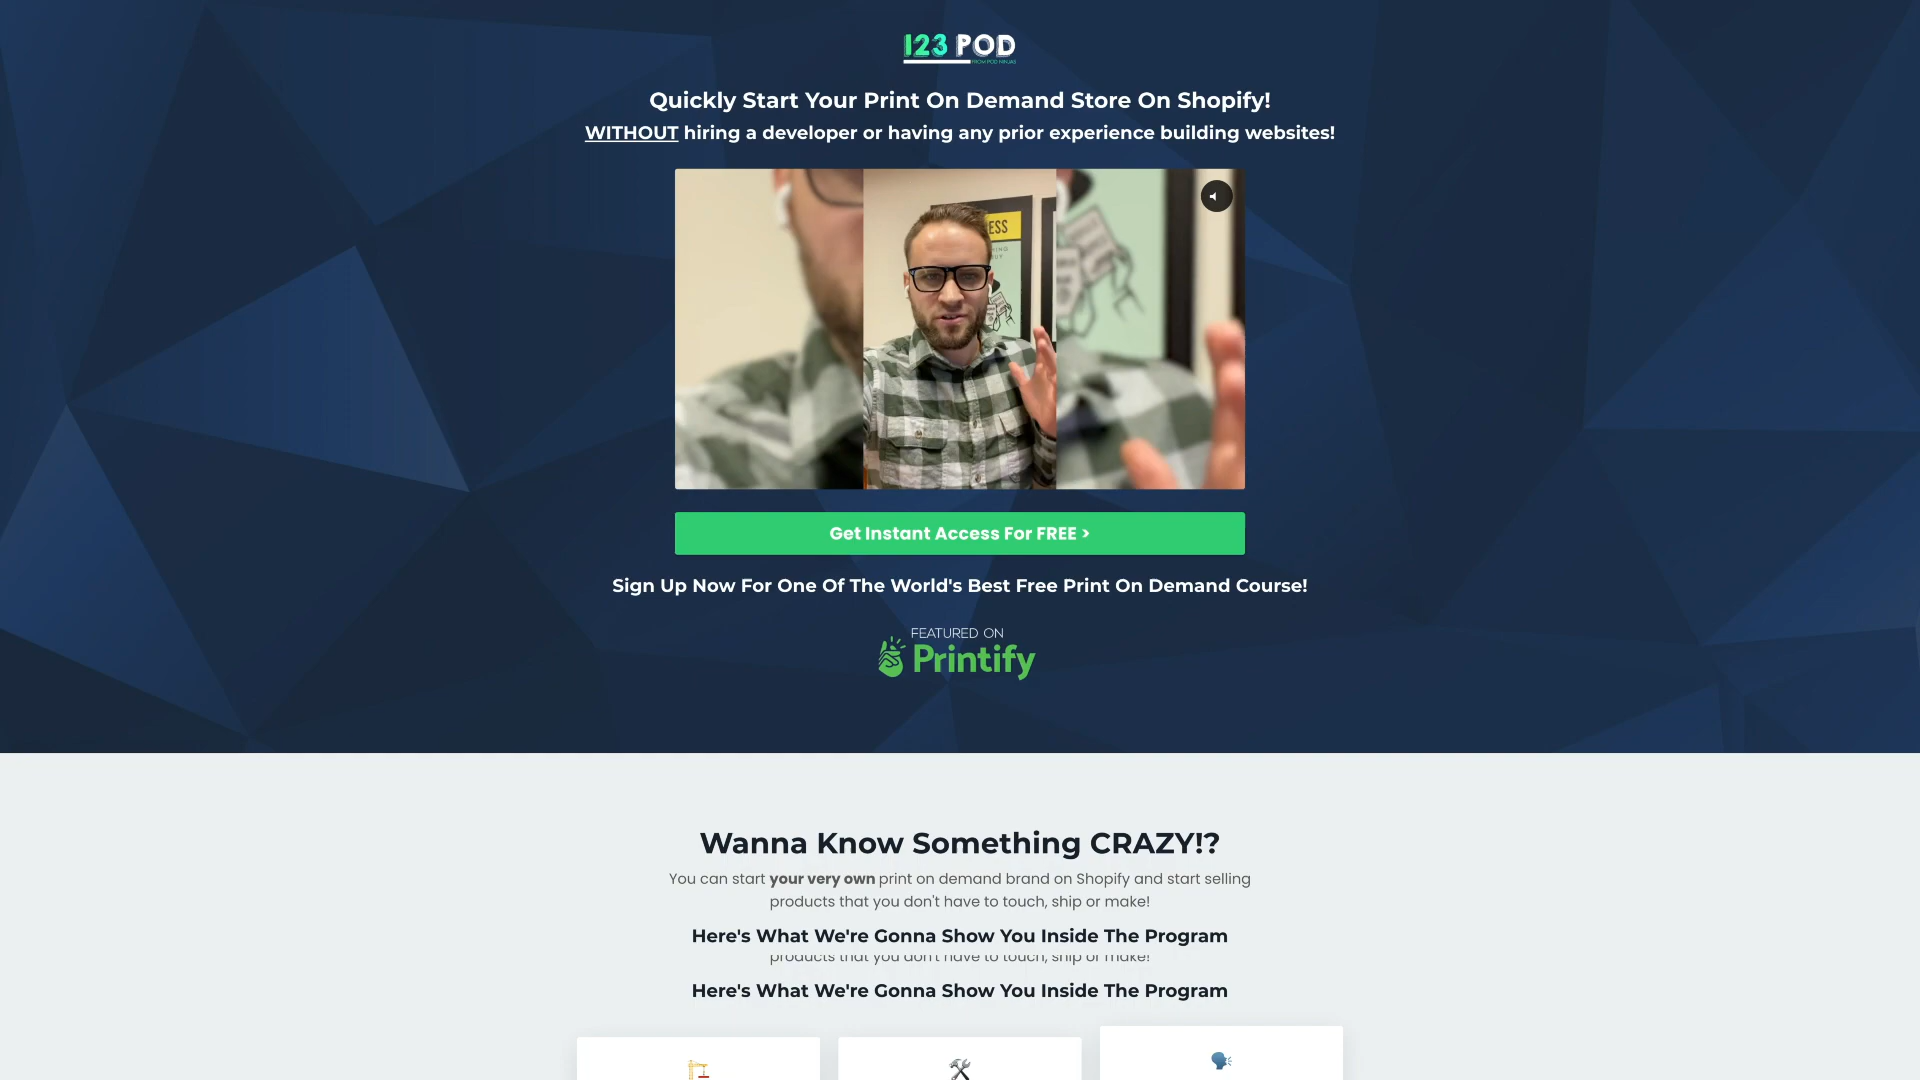 123 POD
FROM POD NINJAS
Quickly Start Your Print On Demand Store On Shopify!
WITHOUT hiring a developer or having any prior experience building websites!
ESS
Get Instant Access For FREE >
Sign Up Now For One Of The World's Best Free Print On Demand Course!
FEATURED ON
Printify
Wanna Know Something CRAZY!?
You can start your very own print on demand brand on Shopify and start selling
products that you don't have to touch, ship or make!
Here's What We're Gonna Show You Inside The Program
products that you don't have to touch, ship or make!
Here's What We're Gonna Show You Inside The Program